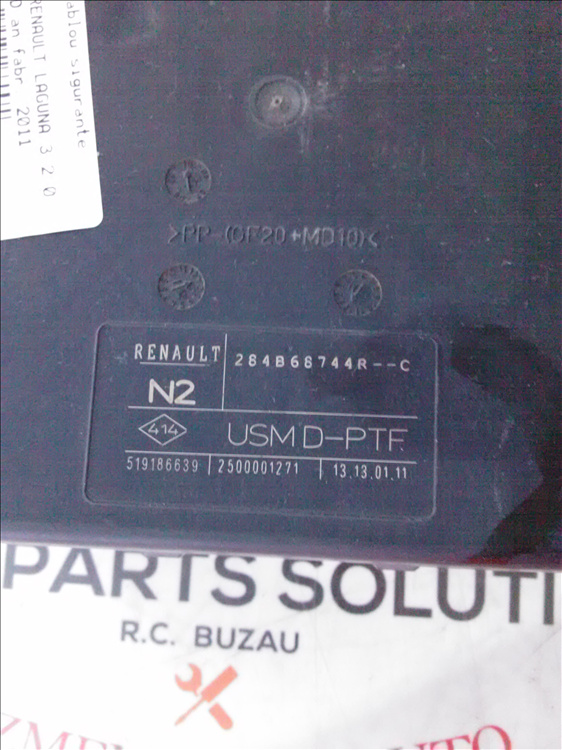 ablou sigurante
RENAULT LAGUNA 3 2 0
an fabr 2011
>PP-(GF20+MD10)<
RENAULT
284B68744R--C
N2
414
USM D-PTF
519186639 2500001271 13.13.01.11
PARTS SOLUTI
R.C. BUZAU